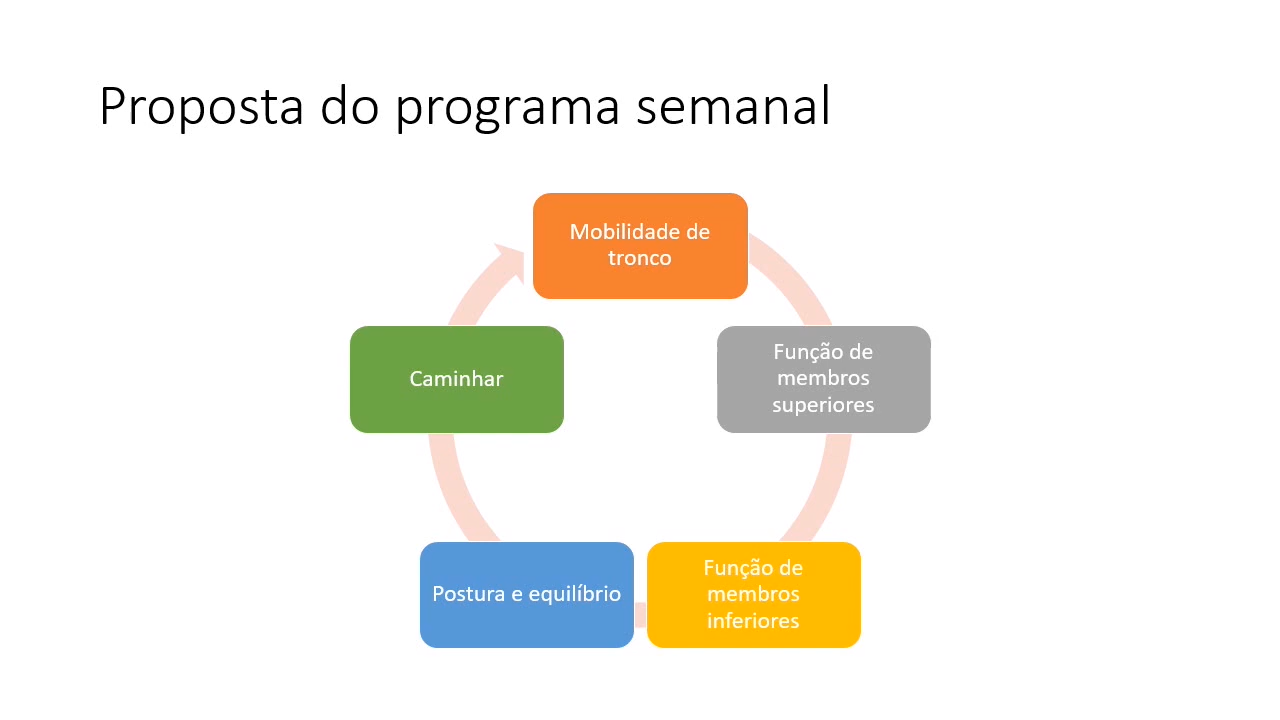 Proposta do programa semanal
Mobilidade de
tronco
Função de
membros
superiores
Função de
membros
inferiores
Postura e equilíbrio
Caminhar